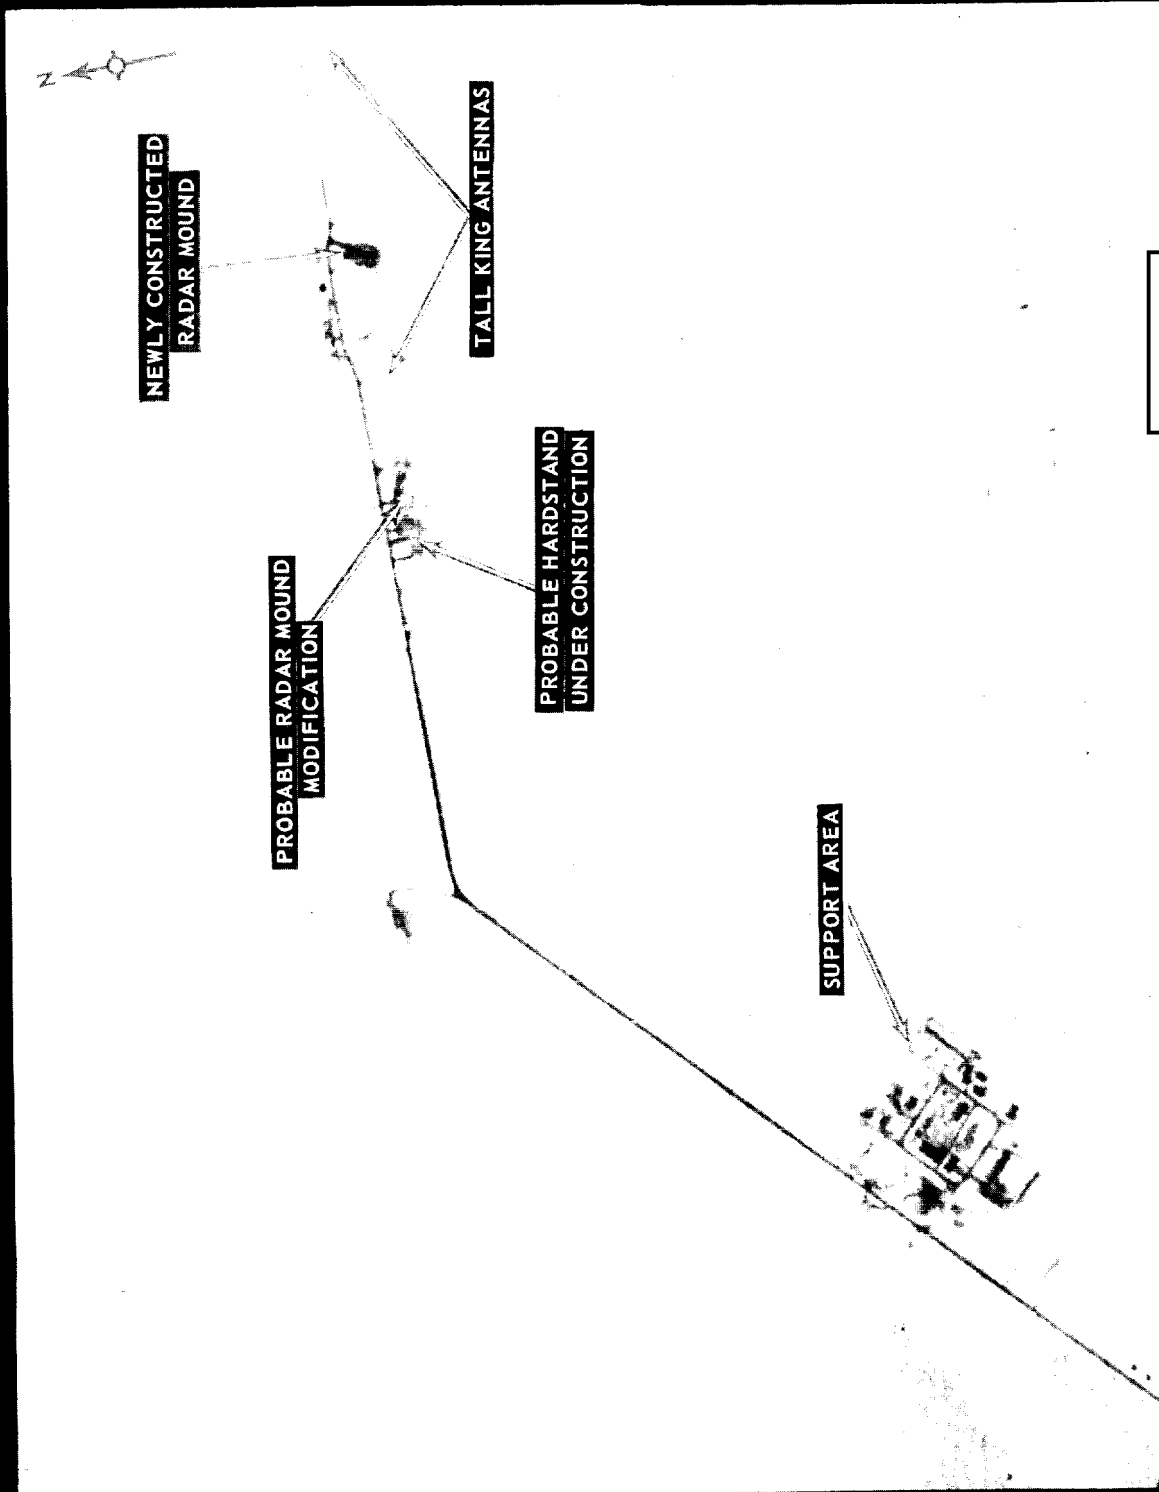 N
NEWLY CONSTRUCTED
RADAR MOUND
TALL KING ANTENNAS
PROBABLE RADAR MOUND
MODIFICATION
PROBABLE HARDSTAND
UNDER CONSTRUCTION
SUPPORT AREA